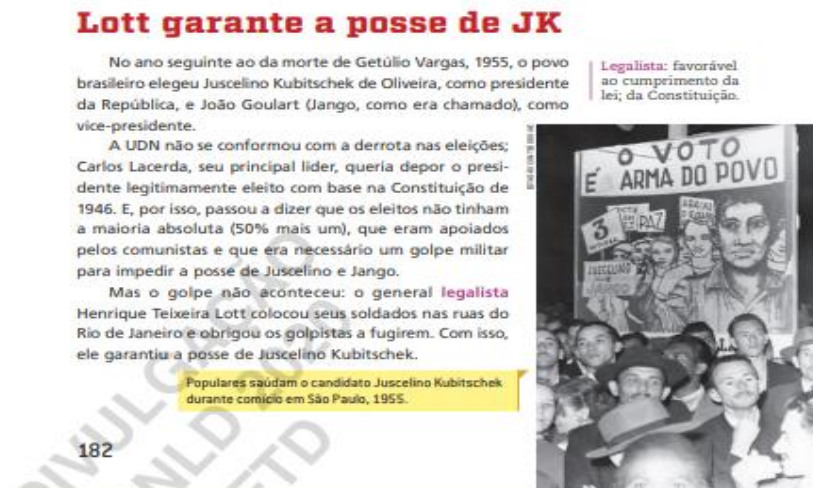 Lott garante a posse de JK
No ano seguinte ao da morte de Getúlio Vargas, 1955, o povo
brasileiro elegeu Juscelino Kubitschek de Oliveira, como presidente
da República, e João Goulart (Jango, como era chamado), como
vice-presidente.
A UDN não se conformou com a derrota nas eleições;
Carlos Lacerda, seu principal líder, queria depor o presi-
dente legitimamente eleito com base na Constituição de
1946. E, por isso, passou a dizer que os eleitos não tinham
a maioria absoluta (50% mais um), que eram apoiados
pelos comunistas e que era necessário um golpe militar
para impedir a posse de Juscelino e Jango.
Mas o golpe não aconteceu: o general legalista
Henrique Teixeira Lott colocou seus soldados nas ruas do
Rio de Janeiro e obrigou os golpistas a fugirem. Com isso,
ele garantiu a posse de Juscelino Kubitschek.
Legalista: favorável
ao cumprimento da
lei; da Constituição.
O VOTO
É A ARMA DO POVO
3
PAZ
JUSCELINO
JANGO
Populares saúdam o candidato Juscelino Kubitschek
durante comício em São Paulo, 1955.
182
DIVULGAÇÃO
PNLD 2020
FTD